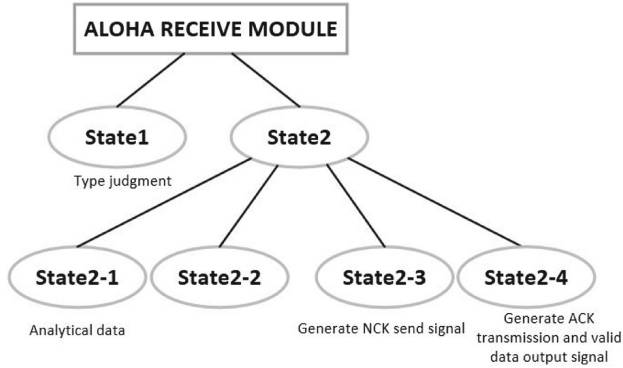 ALOHA RECEIVE MODULE
State1
State2
Type judgment
State2-1
State2-2
State2-3
State2-4
Analytical data
Generate NCK send signal
Generate ACK
transmission and valid
data output signal